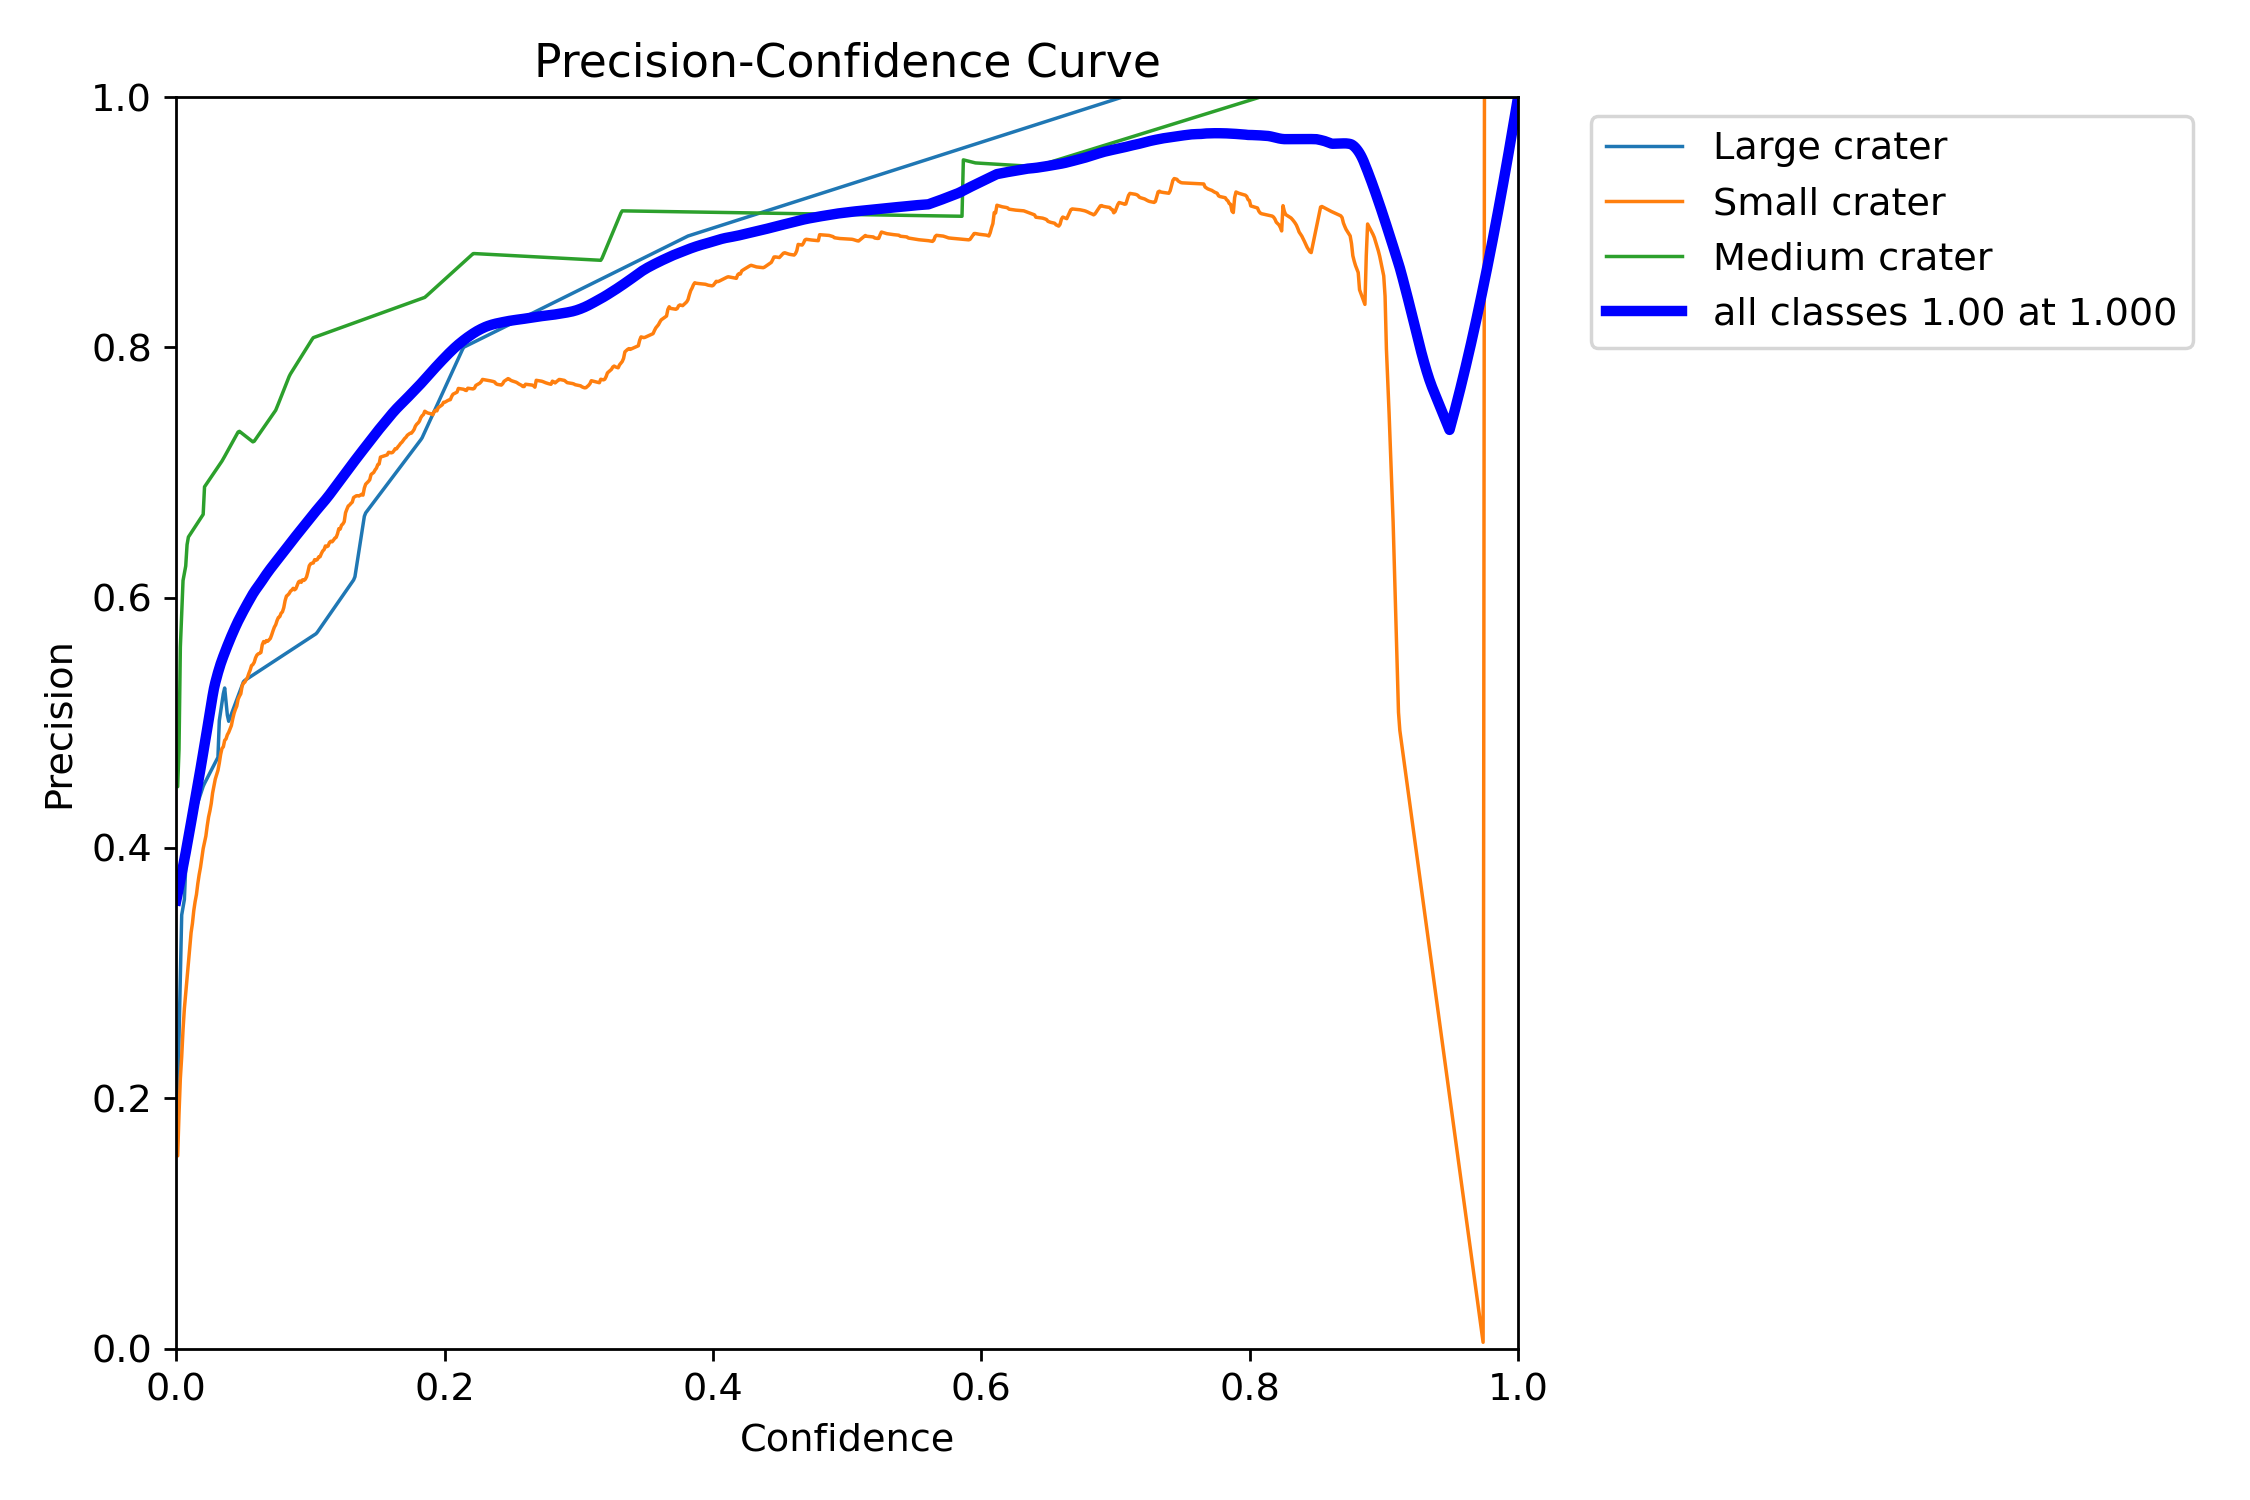 Precision-Confidence Curve
1.0
0.8
0.6
0.4
0.2
0.0
Precision
0.0 0.2 0.4 0.6 0.8 1.0
Confidence
Large crater
Small crater
Medium crater
all classes 1.00 at 1.000